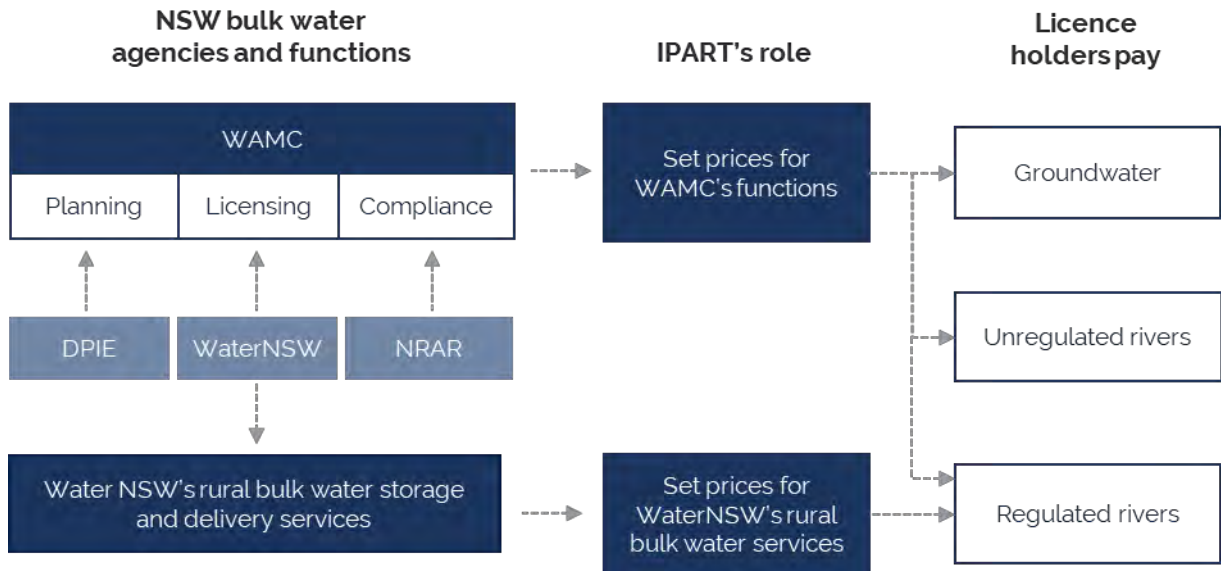 NSW bulk water
agencies and functions
IPART's role
Licence
holders pay
WAMC
Planning
Licensing
Compliance
DPIE
WaterNSW
NRAR
Water NSW's rural bulk water storage
and delivery services
Set prices for
WAMC's functions
Set prices for
WaterNSW's rural
bulk water services
Groundwater
Unregulated rivers
Regulated rivers